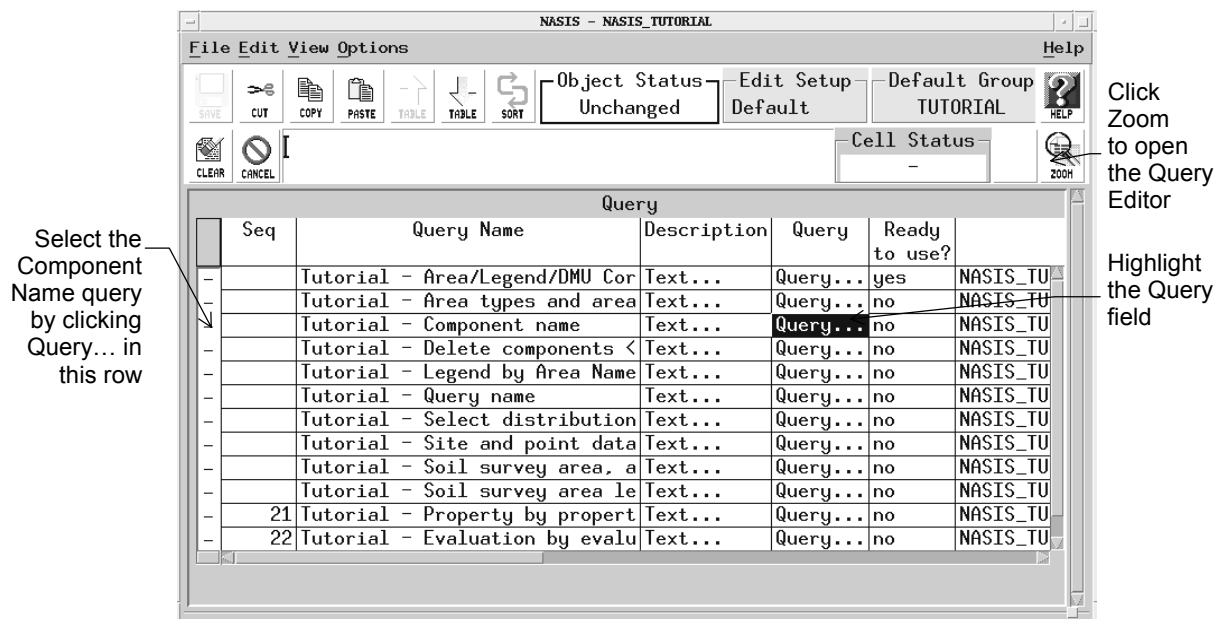 NASIS - NASIS_TUTORIAL
File Edit View Options Help
SAVE CUT COPY PASTE TABLE TABLE SORT
Object Status
Unchanged
Edit Setup
Default
Default Group
TUTORIAL
HELP
CLEAR CANCEL
Cell Status
-
ZOOM
Click
Zoom
to open
the Query
Editor
Select the
Component
Name query
by clicking
Query… in
this row
Highlight
the Query
field
Query
Seq Query Name Description Query Ready to use?
- Tutorial - Area/Legend/DMU Cor Text... Query... yes NASIS_TU
- Tutorial - Area types and area Text... Query... no NASIS_TU
Tutorial - Component name Text... Query... no NASIS_TU
- Tutorial - Delete components < Text... Query... no NASIS_TU
- Tutorial - Legend by Area Name Text... Query... no NASIS_TU
- Tutorial - Query name Text... Query... no NASIS_TU
- Tutorial - Select distribution Text... Query... no NASIS_TU
- Tutorial - Site and point data Text... Query... no NASIS_TU
- Tutorial - Soil survey area, a Text... Query... no NASIS_TU
- Tutorial - Soil survey area le Text... Query... no NASIS_TU
- 21 Tutorial - Property by propert Text... Query... no NASIS_TU
- 22 Tutorial - Evaluation by evalu Text... Query... no NASIS_TU